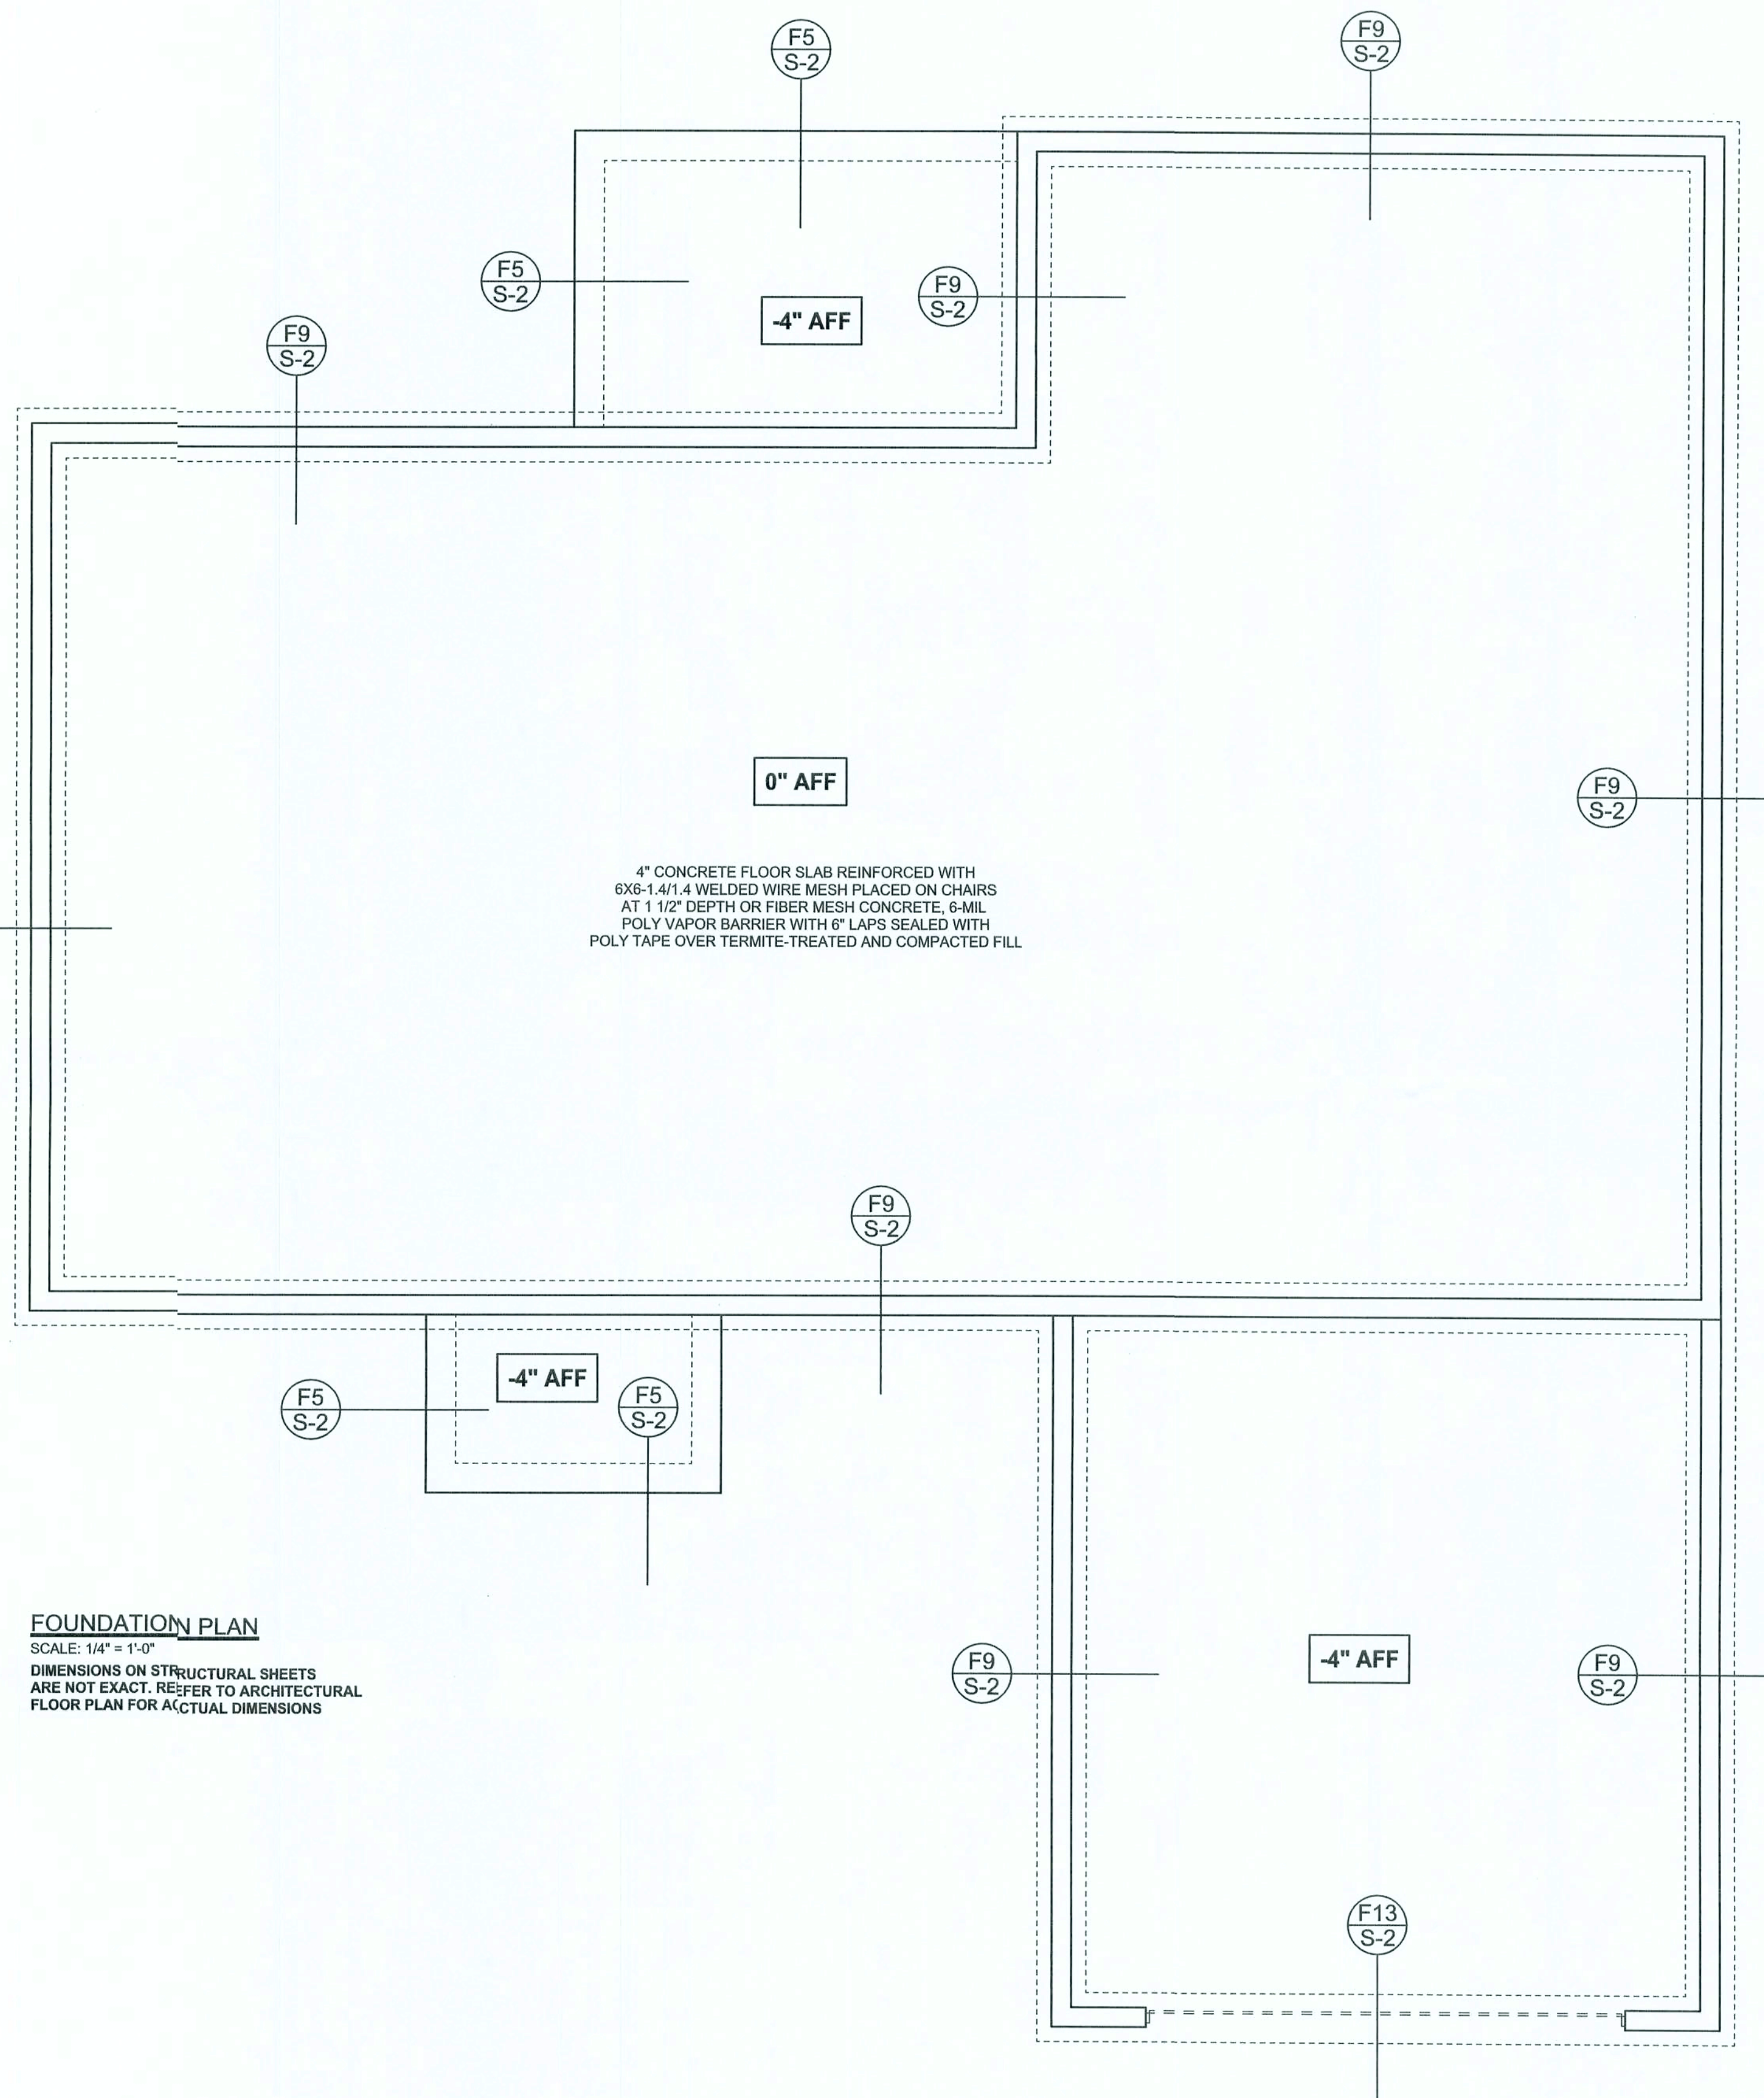 F5
S-2
F9
S-2
F5
S-2
F9
S-2
-4" AFF
F9
S-2
0" AFF
F9
S-2
4" CONCRETE FLOOR SLAB REINFORCED WITH
6X6-1.4/1.4 WELDED WIRE MESH PLACED ON CHAIRS
AT 1 1/2" DEPTH OR FIBER MESH CONCRETE, 6-MIL
POLY VAPOR BARRIER WITH 6" LAPS SEALED WITH
POLY TAPE OVER TERMITE-TREATED AND COMPACTED FILL
F9
S-2
-4" AFF
F5
S-2
F5
S-2
FOUNDATION PLAN
SCALE: 1/4" = 1'-0"
DIMENSIONS ON STRUCTURAL SHEETS
ARE NOT EXACT. REFER TO ARCHITECTURAL
FLOOR PLAN FOR ACTUAL DIMENSIONS
F9
S-2
-4" AFF
F9
S-2
F13
S-2